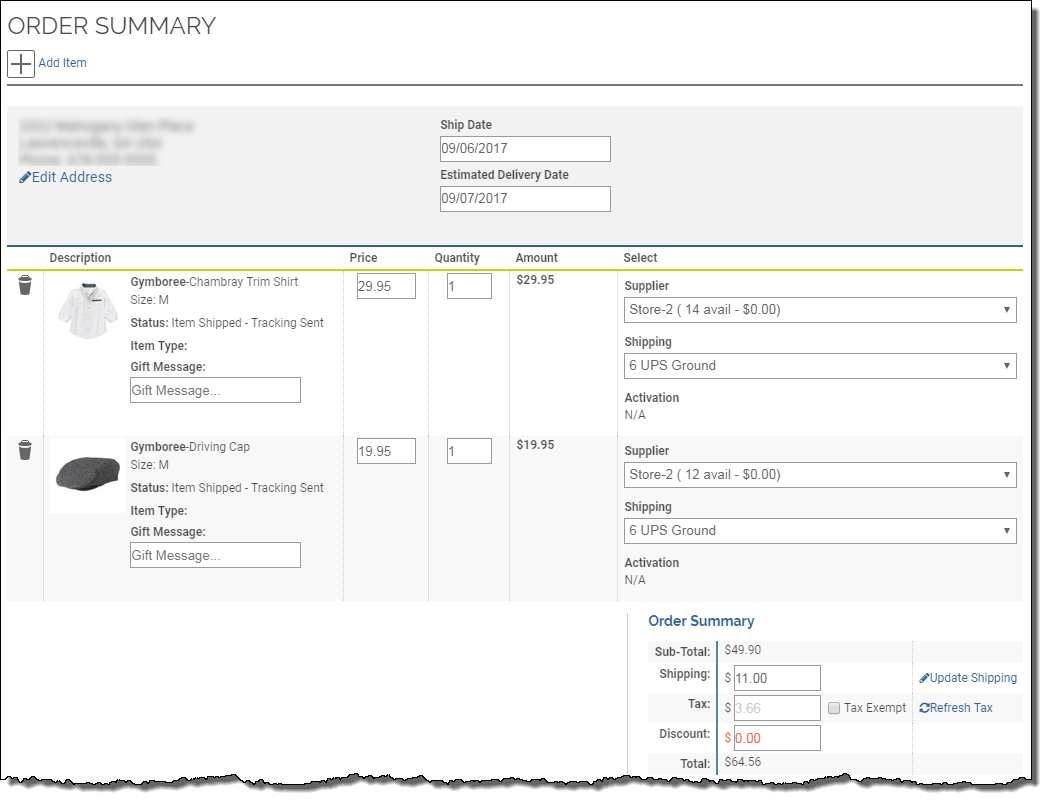 ORDER SUMMARY
Add Item
Ship Date
09/06/2017
Estimated Delivery Date
Edit Address
09/07/2017
Description Price Quantity Amount Select
Gymboree-Chambray Trim Shirt 29.95 1 $29.95 Supplier
Size: M
Store-2 ( 14 avail - $0.00)
Status: Item Shipped - Tracking Sent
Item Type: Shipping
Gift Message: 6 UPS Ground
Gift Message...
Activation
N/A
Gymboree-Driving Cap 19.95 1 $19.95 Supplier
Size: M
Store-2 ( 12 avail - $0.00)
Status: Item Shipped - Tracking Sent
Item Type: Shipping
Gift Message: 6 UPS Ground
Gift Message...
Activation
N/A
Order Summary
Sub-Total: $49.90
Shipping: $ 11.00 Update Shipping
Tax: $ 3.66 Tax Exempt Refresh Tax
Discount: $ 0.00
Total: $64.56